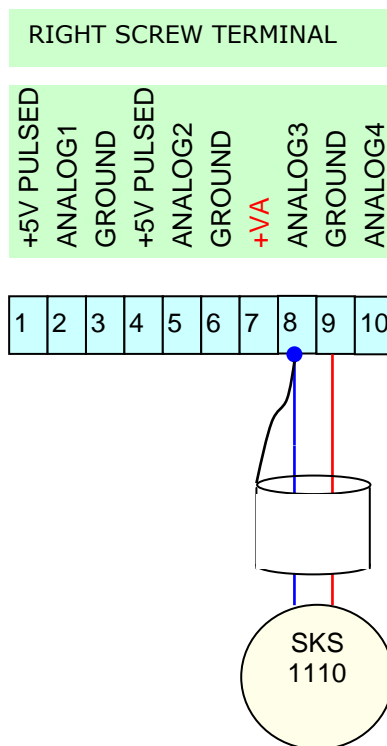 RIGHT SCREW TERMINAL
+5V PULSED
ANALOG1
GROUND
+5V PULSED
ANALOG2
GROUND
+VA
ANALOG3
GROUND
ANALOG4
1 2 3 4 5 6 7 8 9 10
SKS
1110